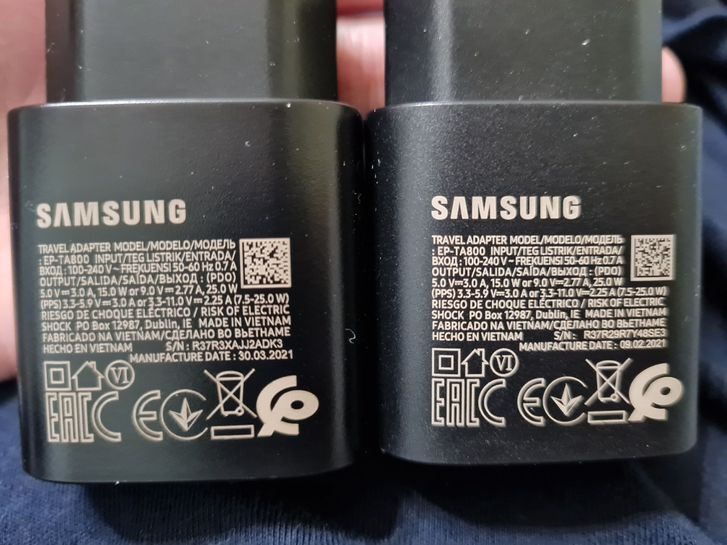 SAMSUNG
TRAVEL ADAPTER MODEL/MODELO/МОДЕЛЬ
: EP-TA800 INPUT/TEG LISTRIK/ENTRADA/
ВХОД : 100-240 V~ FREKUENSI 50-60 Hz 0.7 A
OUTPUT/SALIDA/SAÍDA/ВЫХОД : (PDO)
5.0 V⎓3.0 A, 15.0 W or 9.0 V⎓2.77 A, 25.0 W
(PPS) 3.3-5.9 V⎓3.0 A or 3.3-11.0 V⎓2.25 A (7.5-25.0 W)
RIESGO DE CHOQUE ELÉCTRICO / RISK OF ELECTRIC
SHOCK PO Box 12987, Dublin, IE MADE IN VIETNAM
FABRICADO NA VIETNAM/СДЕЛАНО ВО ВЬЕТНАМЕ
HECHO EN VIETNAM S/N : R37R3XAJJ2ADK3
MANUFACTURE DATE : 30.03.2021
VI
EAC CE
SAMSUNG
TRAVEL ADAPTER MODEL/MODELO/МОДЕЛЬ
: EP-TA800 INPUT/TEG LISTRIK/ENTRADA/
ВХОД : 100-240 V~ FREKUENSI 50-60 Hz 0.7 A
OUTPUT/SALIDA/SAÍDA/ВЫХОД : (PDO)
5.0 V⎓3.0 A, 15.0 W or 9.0 V⎓2.77 A, 25.0 W
(PPS) 3.3-5.9 V⎓3.0 A or 3.3-11.0 V⎓2.25 A (7.5-25.0 W)
RIESGO DE CHOQUE ELÉCTRICO / RISK OF ELECTRIC
SHOCK PO Box 12987, Dublin, IE MADE IN VIETNAM
FABRICADO NA VIETNAM/СДЕЛАНО ВО ВЬЕТНАМЕ
HECHO EN VIETNAM S/N : R37R29R7Y48SE3
MANUFACTURE DATE : 09.02.2021
VI
EAC CE